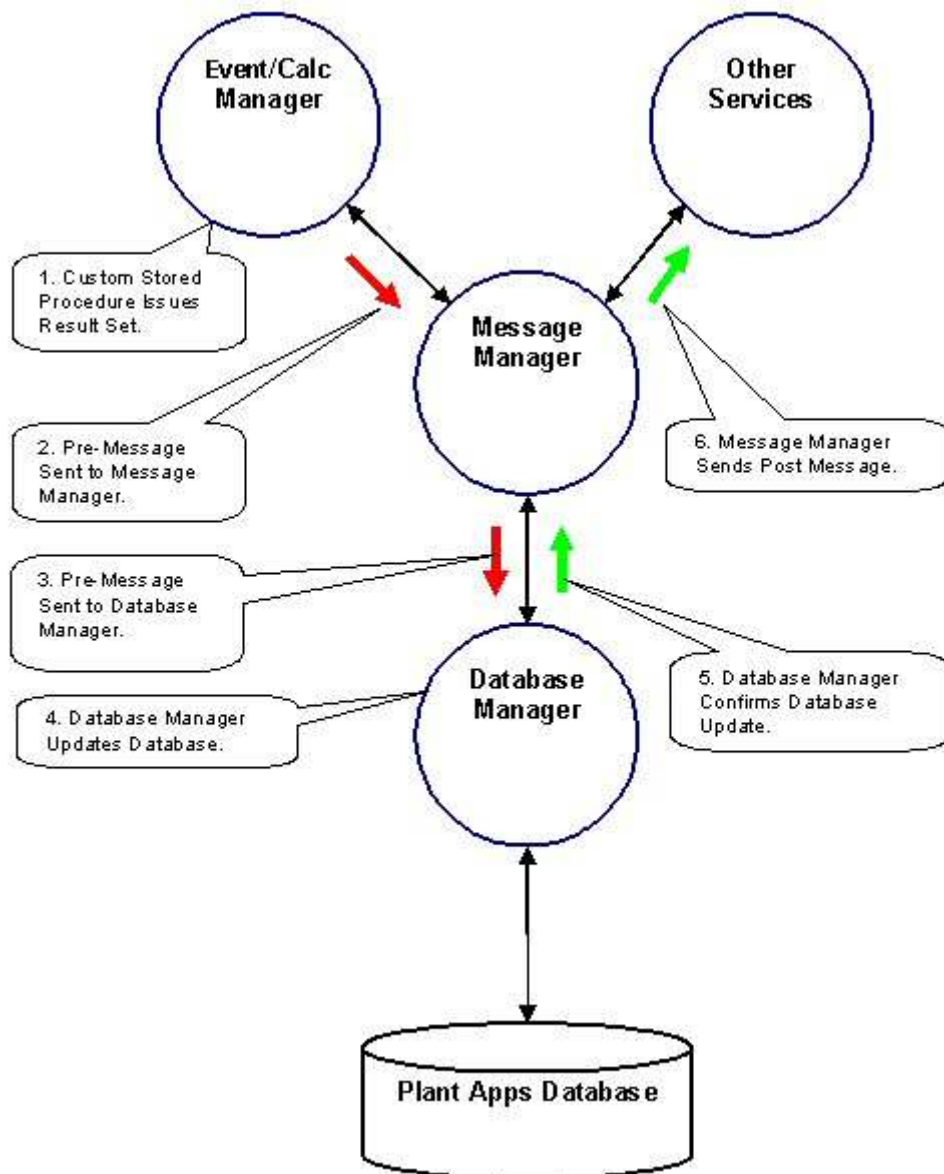 Event/Calc
Manager
Other
Services
1. Custom Stored
Procedure Issues
Result Set.
Message
Manager
2. Pre-Message
Sent to Message
Manager.
6. Message Manager
Sends Post Message.
3. Pre-Message
Sent to Database
Manager.
Database
Manager
4. Database Manager
Updates Database.
5. Database Manager
Confirms Database
Update.
Plant Apps Database